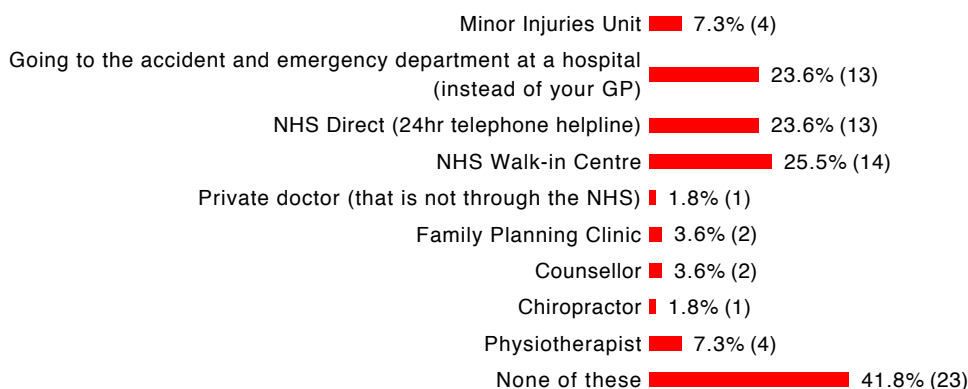 Minor Injuries Unit 7.3% (4)
Going to the accident and emergency department at a hospital
(instead of your GP) 23.6% (13)
NHS Direct (24hr telephone helpline) 23.6% (13)
NHS Walk-in Centre 25.5% (14)
Private doctor (that is not through the NHS) 1.8% (1)
Family Planning Clinic 3.6% (2)
Counsellor 3.6% (2)
Chiropractor 1.8% (1)
Physiotherapist 7.3% (4)
None of these 41.8% (23)